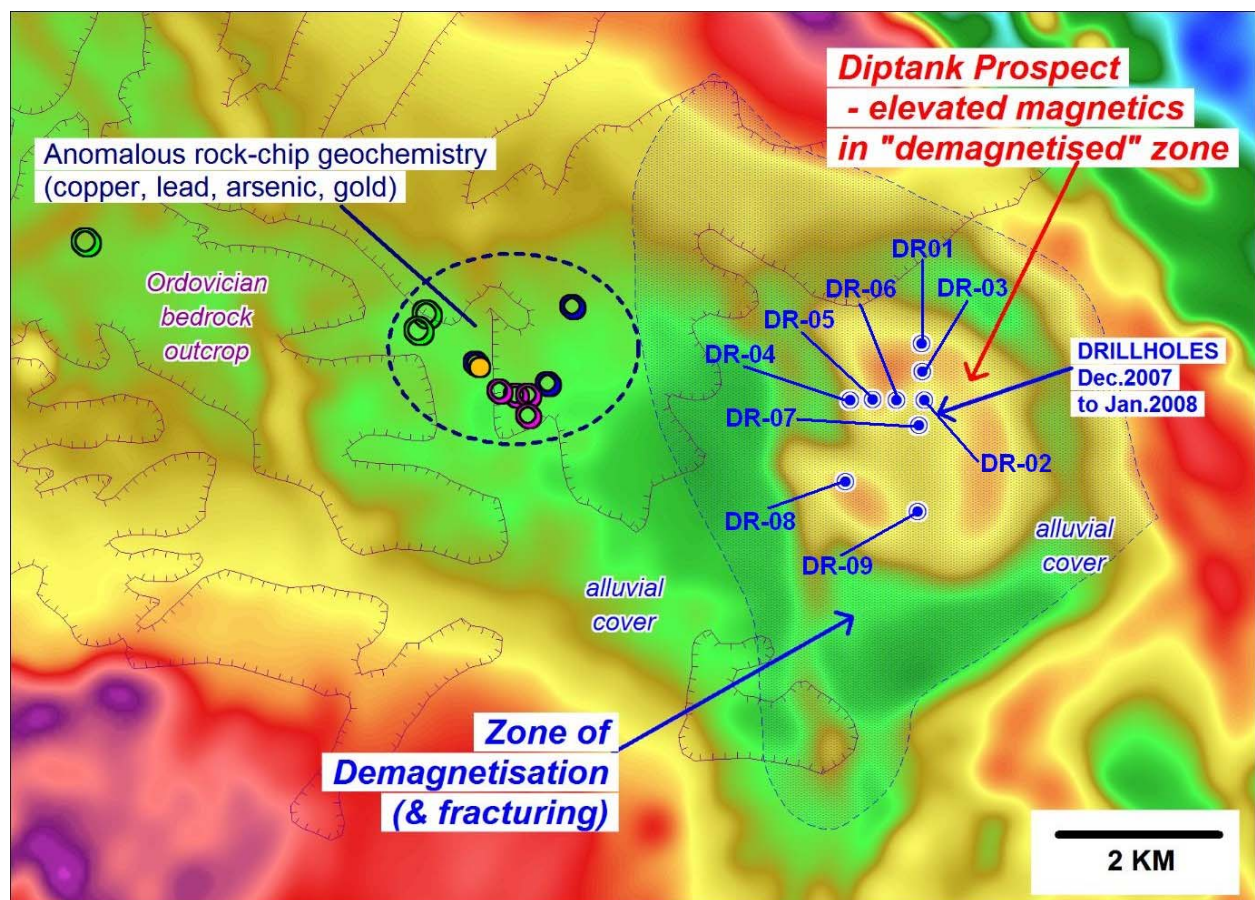 Diptank Prospect
- elevated magnetics
in "demagnetised" zone
Anomalous rock-chip geochemistry
(copper, lead, arsenic, gold)
Ordovician
bedrock
outcrop
DR01
DR-06
DR-03
DR-05
DR-04
DRILLHOLES
Dec.2007
to Jan.2008
DR-07
DR-02
DR-08
DR-09
alluvial
cover
alluvial
cover
Zone of
Demagnetisation
(& fracturing)
2 KM